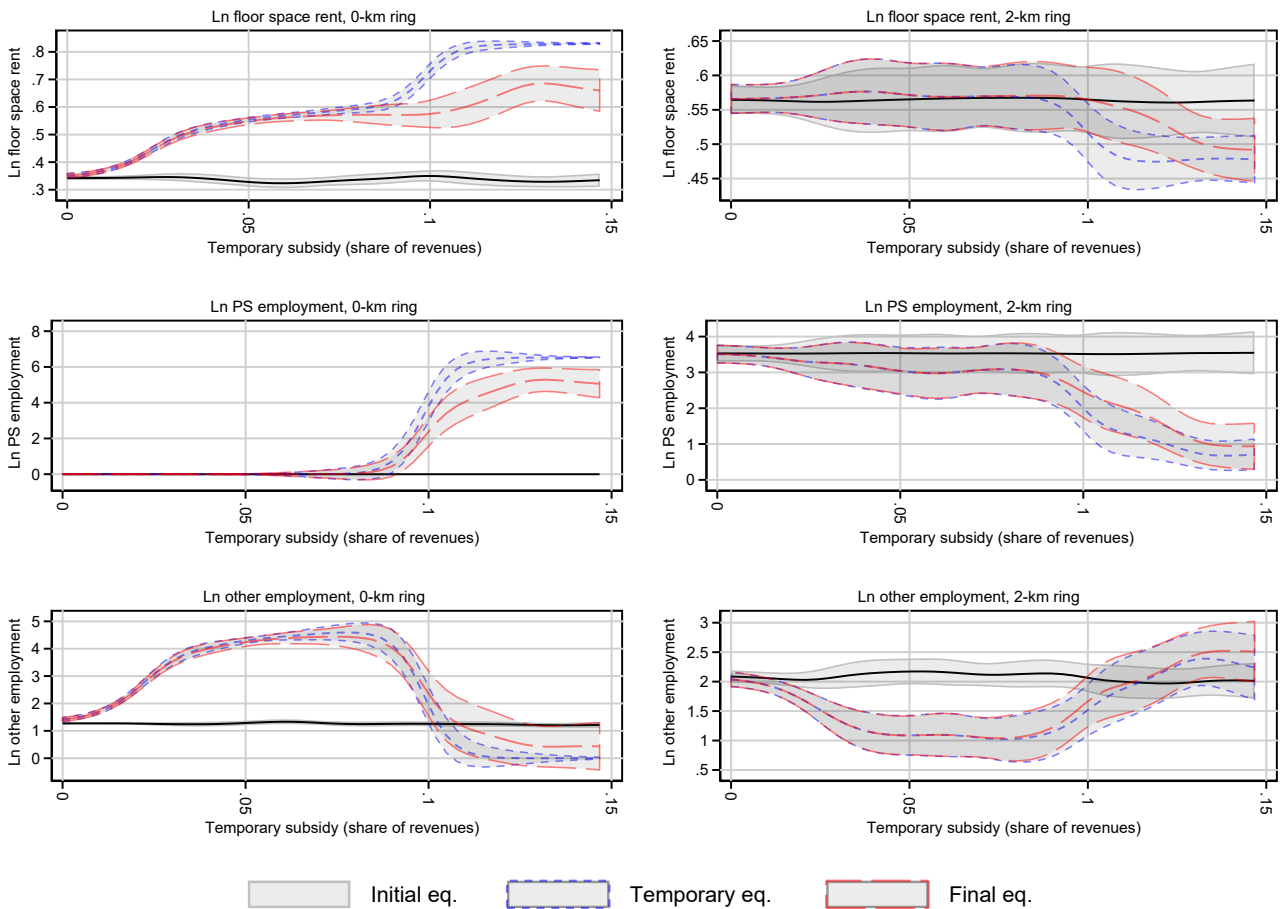 Ln floor space rent, 0-km ring
Ln floor space rent
.8
.7
.6
.5
.4
.3
0
.05
.1
.15
Temporary subsidy (share of revenues)
Ln floor space rent, 2-km ring
Ln floor space rent
.65
.6
.55
.5
.45
0
.05
.1
.15
Temporary subsidy (share of revenues)
Ln PS employment, 0-km ring
Ln PS employment
8
6
4
2
0
0
.05
.1
.15
Temporary subsidy (share of revenues)
Ln PS employment, 2-km ring
Ln PS employment
4
3
2
1
0
0
.05
.1
.15
Temporary subsidy (share of revenues)
Ln other employment, 0-km ring
Ln other employment
5
4
3
2
1
0
0
.05
.1
.15
Temporary subsidy (share of revenues)
Ln other employment, 2-km ring
Ln other employment
3
2.5
2
1.5
1
.5
0
.05
.1
.15
Temporary subsidy (share of revenues)
Initial eq.
Temporary eq.
Final eq.